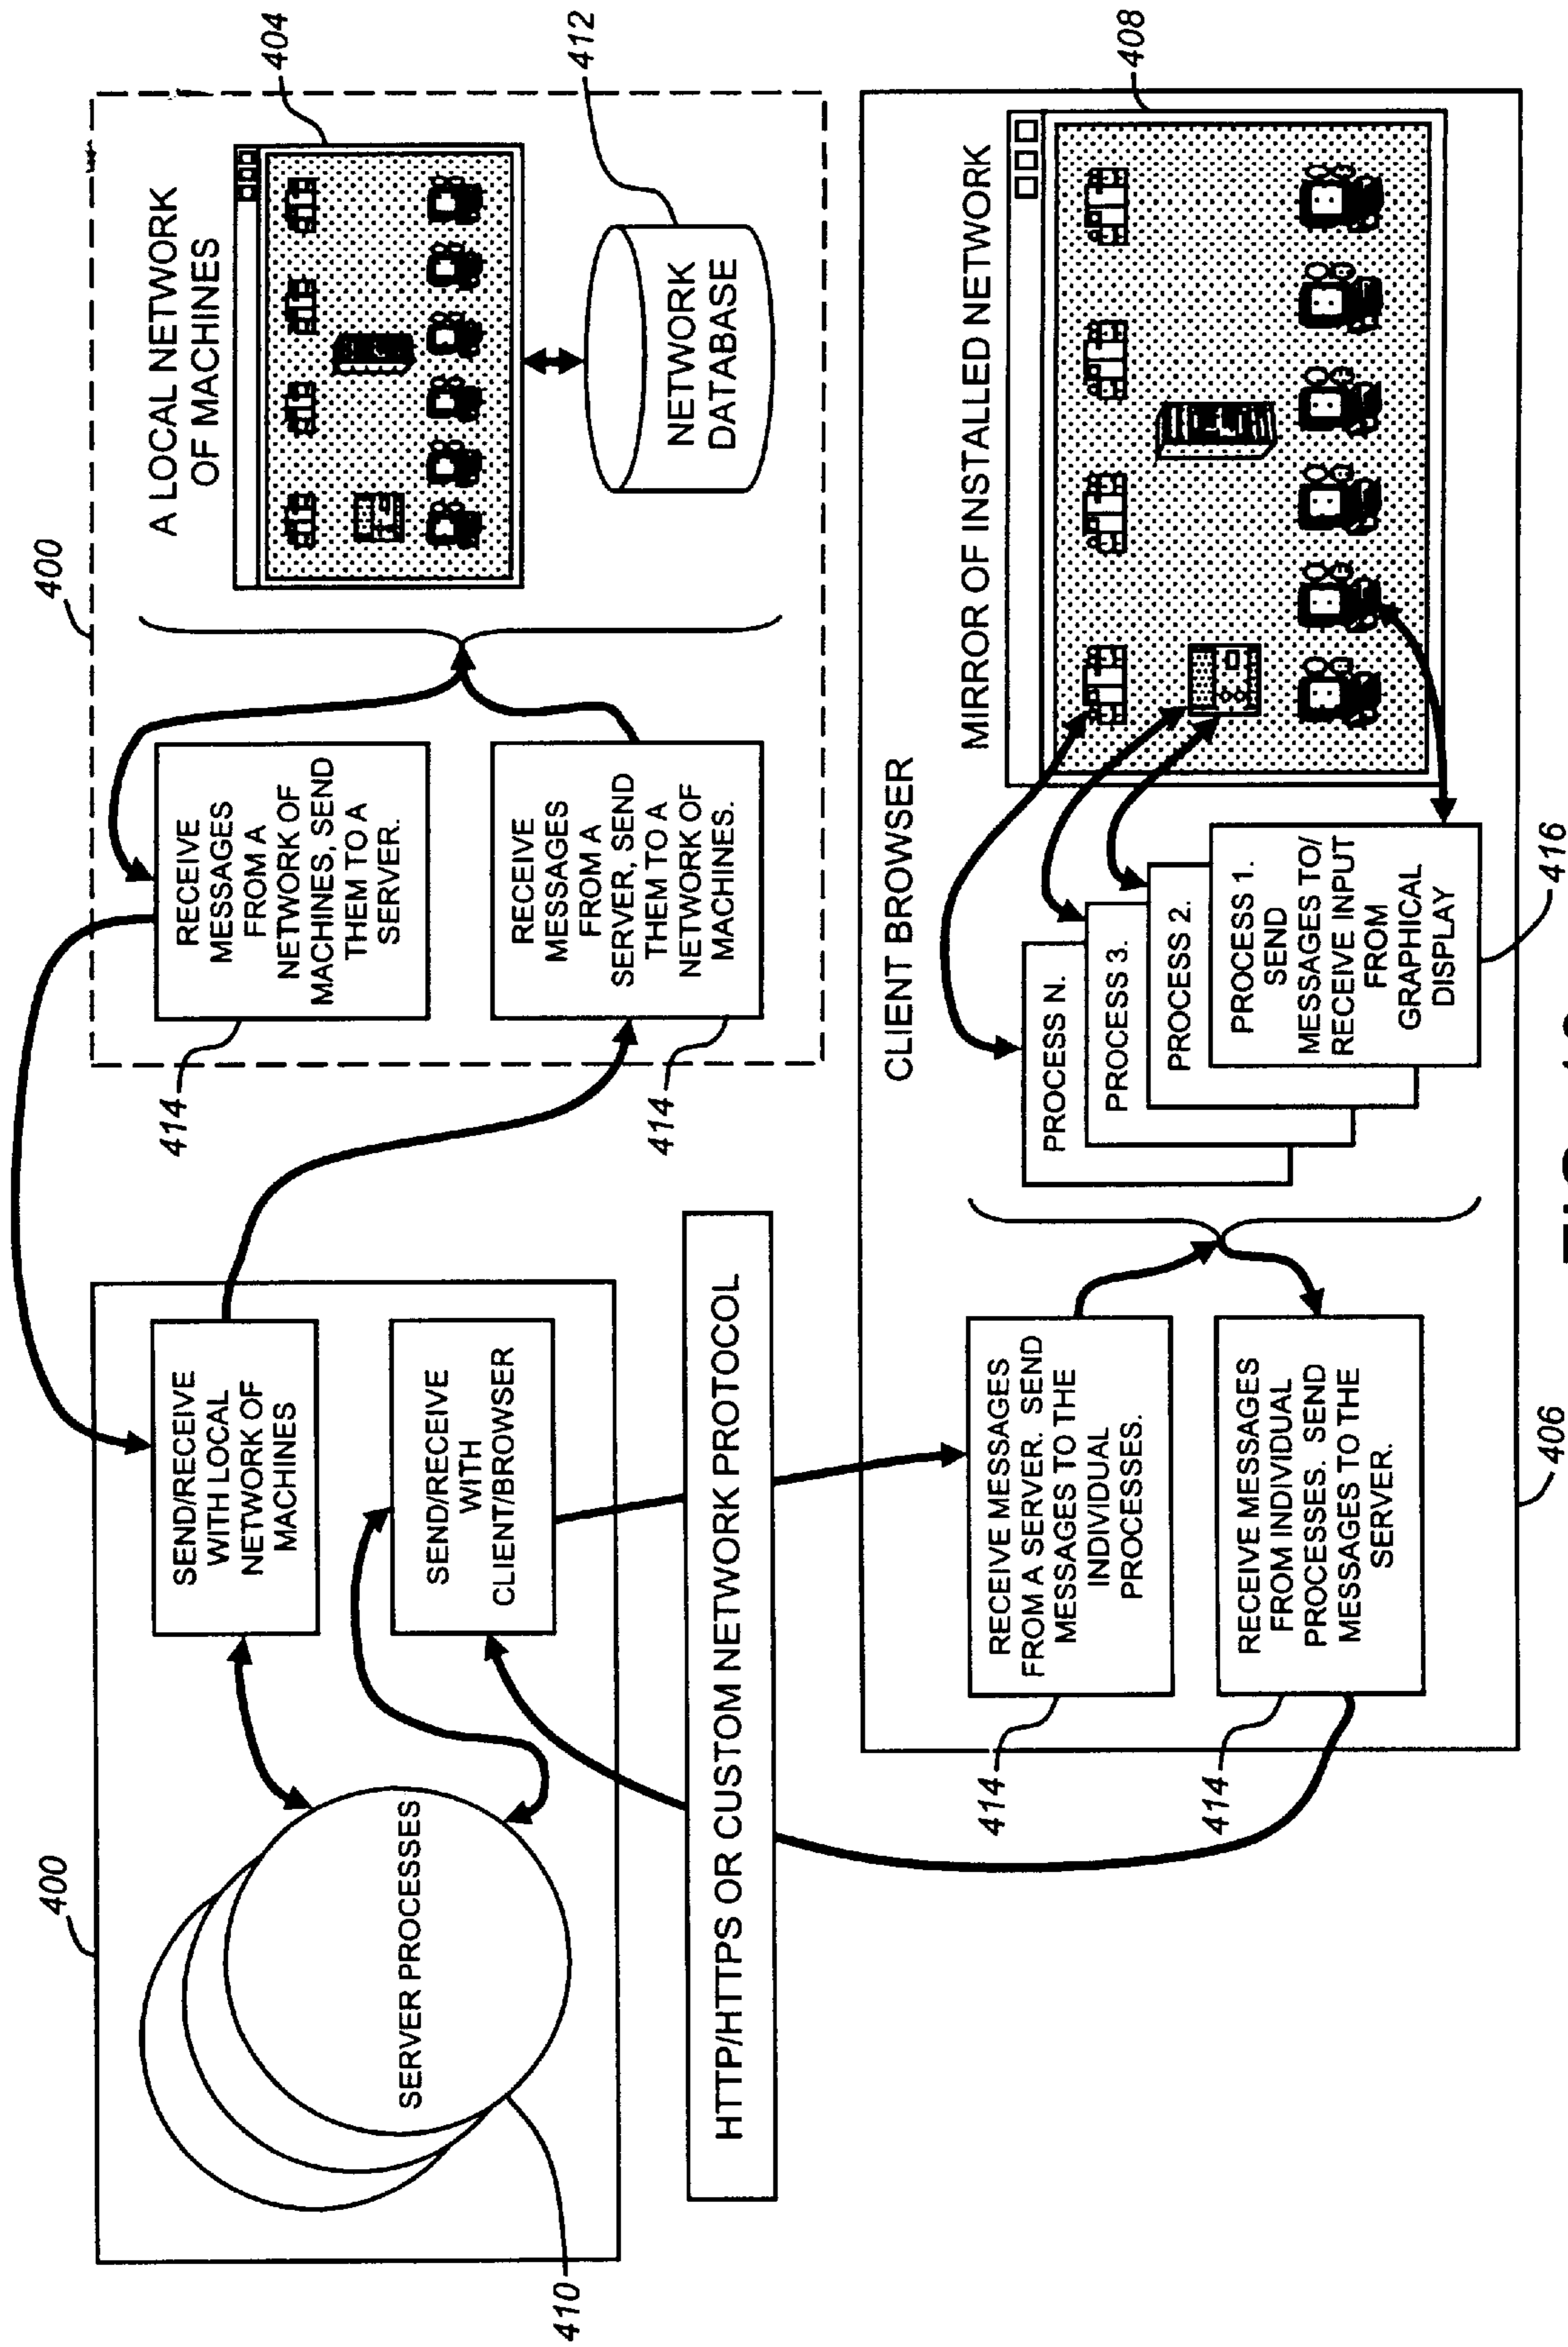 400
SERVER PROCESSES
410
SEND/RECEIVE
WITH LOCAL
NETWORK OF
MACHINES
SEND/RECEIVE
WITH
CLIENT/BROWSER
HTTP/HTTPS OR CUSTOM NETWORK PROTOCOL
400
414
RECEIVE
MESSAGES
FROM A
NETWORK OF
MACHINES, SEND
THEM TO A
SERVER.
414
RECEIVE
MESSAGES
FROM A
SERVER, SEND
THEM TO A
NETWORK OF
MACHINES.
A LOCAL NETWORK
OF MACHINES
404
NETWORK
DATABASE
412
CLIENT BROWSER
414
RECEIVE MESSAGES
FROM A SERVER. SEND
MESSAGES TO THE
INDIVIDUAL
PROCESSES.
414
RECEIVE MESSAGES
FROM INDIVIDUAL
PROCESSES. SEND
MESSAGES TO THE
SERVER.
406
PROCESS N.
PROCESS 3.
PROCESS 2.
PROCESS 1.
SEND
MESSAGES TO/
RECEIVE INPUT
FROM
GRAPHICAL
DISPLAY
416
MIRROR OF INSTALLED NETWORK
408